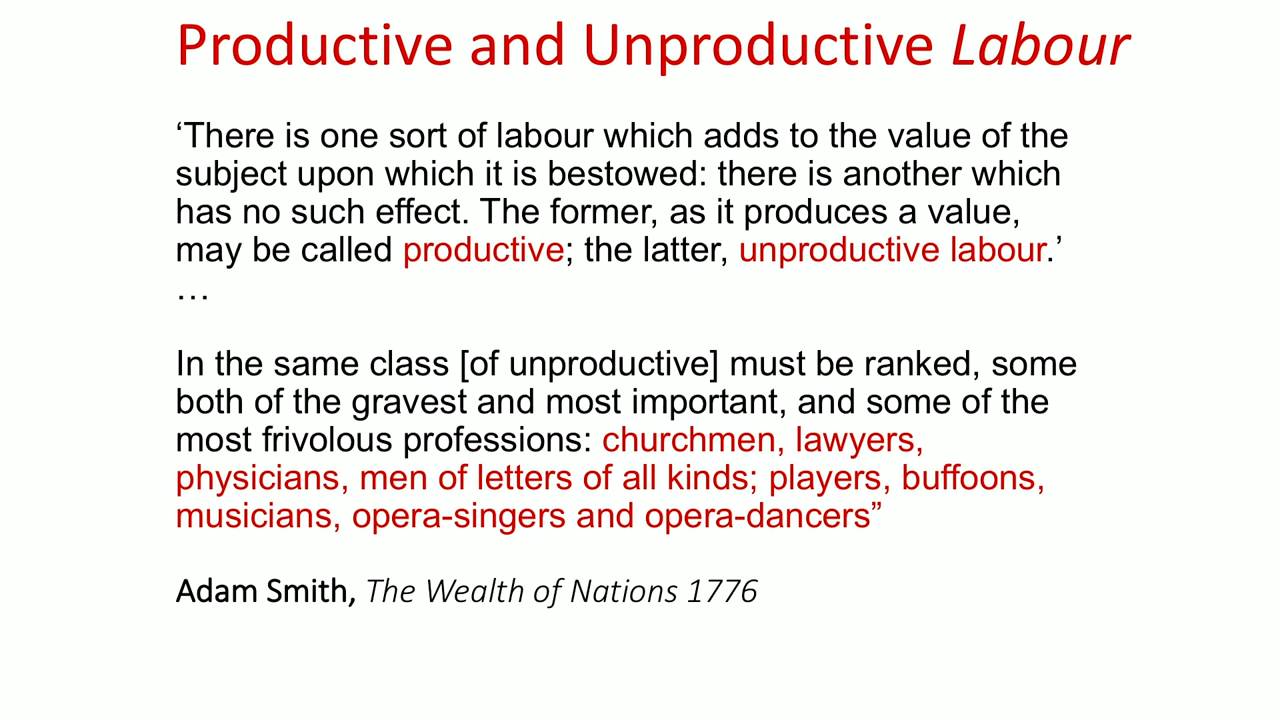 Productive and Unproductive Labour
‘There is one sort of labour which adds to the value of the
subject upon which it is bestowed: there is another which
has no such effect. The former, as it produces a value,
may be called productive; the latter, unproductive labour.’
…
In the same class [of unproductive] must be ranked, some
both of the gravest and most important, and some of the
most frivolous professions: churchmen, lawyers,
physicians, men of letters of all kinds; players, buffoons,
musicians, opera-singers and opera-dancers”
Adam Smith, The Wealth of Nations 1776